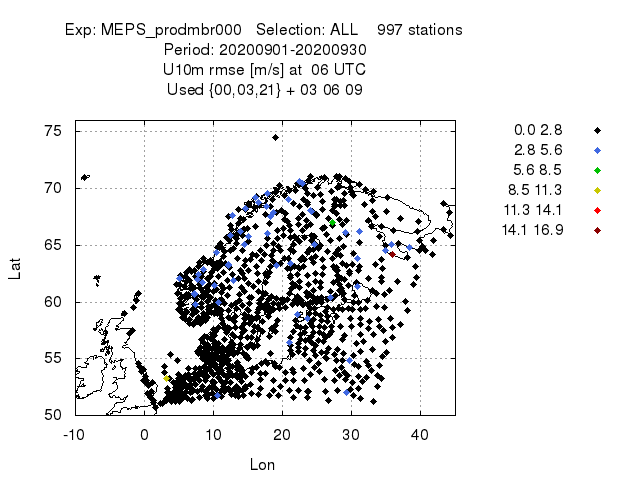 Exp: MEPS_prodmbr000 Selection: ALL 997 stations
Period: 20200901-20200930
U10m rmse [m/s] at 06 UTC
Used {00,03,21} + 03 06 09
75
70
65
60
55
50
Lat
-10 0 10 20 30 40
Lon
0.0 2.8
2.8 5.6
5.6 8.5
8.5 11.3
11.3 14.1
14.1 16.9